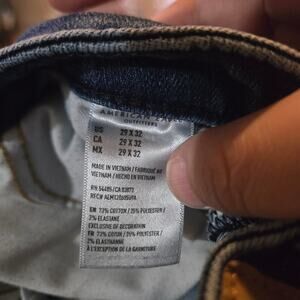 AMERICAN EAGLE
OUTFITTERS
US 29 X 32
CA 29 X 32
MX 29 X 32
MADE IN VIETNAM / FABRIQUÉ AU
VIETNAM / HECHO EN VIETNAM
RN 54485/CA 03873
EN: 73% COTTON / 25% POLYESTER /
2% ELASTANE
EXCLUSIVE OF DECORATION
FR: 73% COTON / 25% POLYESTER /
2% ÉLASTHANNE
À L'EXCEPTION DE LA GARNITURE